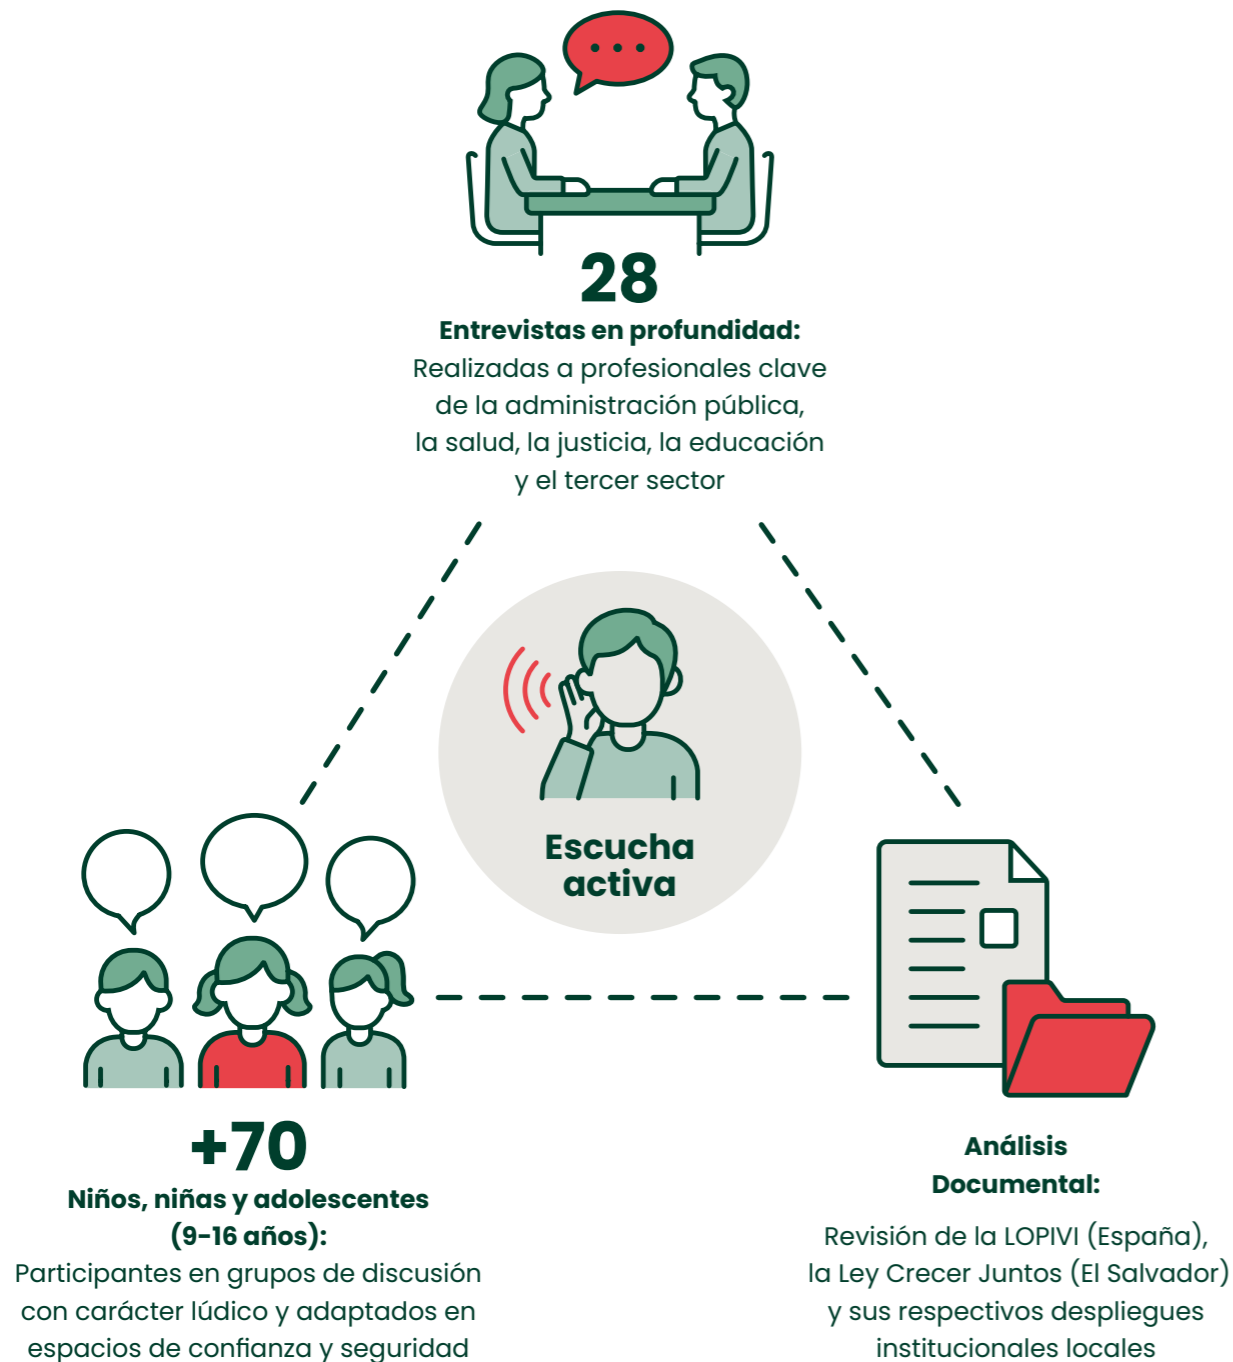 28
Entrevistas en profundidad:
Realizadas a profesionales clave
de la administración pública,
la salud, la justicia, la educación
y el tercer sector
Escucha
activa
+70
Niños, niñas y adolescentes
(9-16 años):
Participantes en grupos de discusión
con carácter lúdico y adaptados en
espacios de confianza y seguridad
Análisis
Documental:
Revisión de la LOPIVI (España),
la Ley Crecer Juntos (El Salvador)
y sus respectivos despliegues
institucionales locales